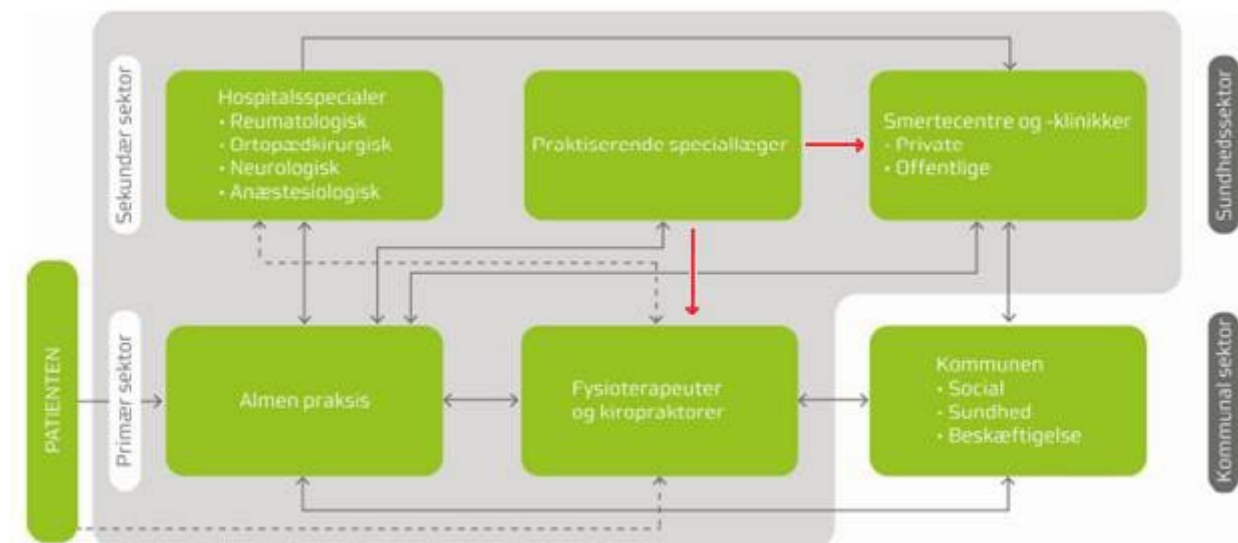 Sekundær sektor
Hospitalsspecialer
• Reumatologisk
• Ortopædkirurgisk
• Neurologisk
• Anæstesiologisk
Praktiserende speciallæger
Smertecentre og -klinikker
• Private
• Offentlige
Sundhedssektor
PATIENTEN
Primær sektor
Almen praksis
Fysioterapeuter
og kiropraktorer
Kommunen
• Social
• Sundhed
• Beskæftigelse
Kommunal sektor